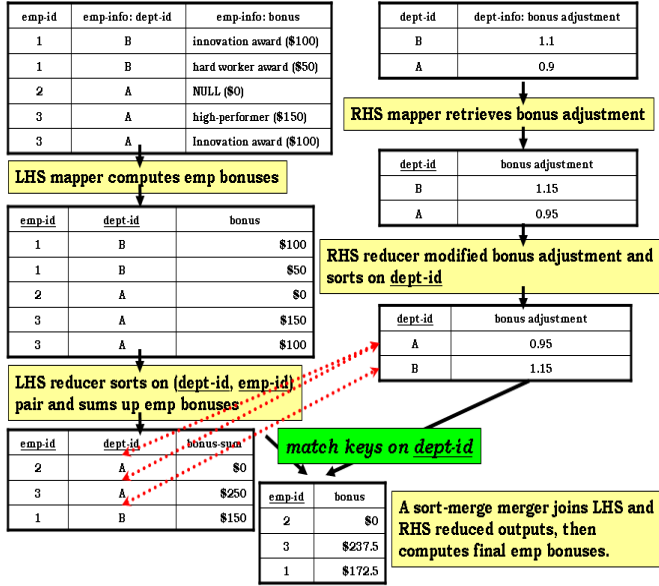 emp-id emp-info: dept-id emp-info: bonus
1 B innovation award ($100)
1 B hard worker award ($50)
2 A NULL ($0)
3 A high-performer ($150)
3 A Innovation award ($100)
LHS mapper computes emp bonuses
emp-id dept-id bonus
1 B $100
1 B $50
2 A $0
3 A $150
3 A $100
LHS reducer sorts on (dept-id, emp-id)
pair and sums up emp bonuses
emp-id dept-id bonus-sum
2 A $0
3 A $250
1 B $150
dept-id dept-info: bonus adjustment
B 1.1
A 0.9
RHS mapper retrieves bonus adjustment
dept-id bonus adjustment
B 1.15
A 0.95
RHS reducer modified bonus adjustment and
sorts on dept-id
dept-id bonus adjustment
A 0.95
B 1.15
match keys on dept-id
emp-id bonus
2 $0
3 $237.5
1 $172.5
A sort-merge merger joins LHS and
RHS reduced outputs, then
computes final emp bonuses.